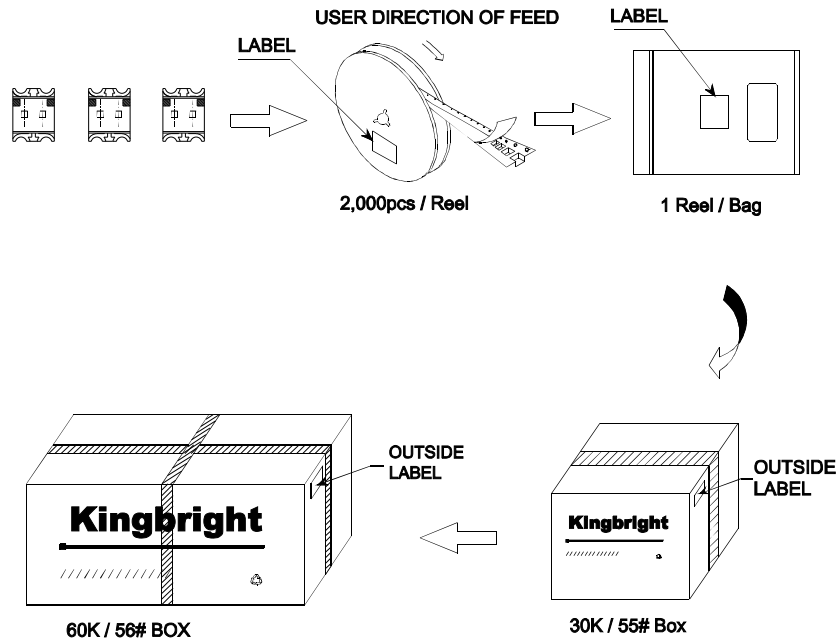 USER DIRECTION OF FEED
LABEL
LABEL
2,000pcs / Reel
1 Reel / Bag
OUTSIDE
LABEL
OUTSIDE
LABEL
Kingbright
Kingbright
60K / 56# BOX
30K / 55# Box